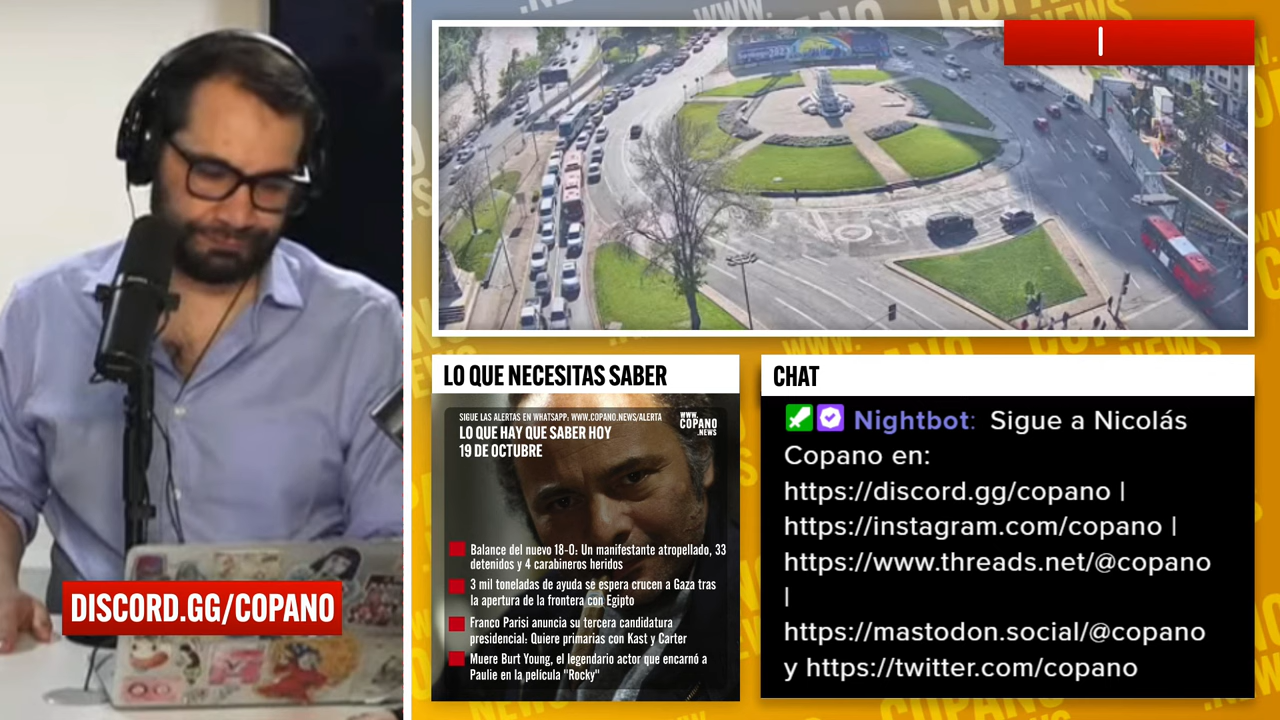 DISCORD.GG/COPANO
LO QUE NECESITAS SABER
SIGUE LAS ALERTAS EN WHATSAPP: WWW.COPANO.NEWS/ALERTA
WWW.
COPANO
.NEWS
LO QUE HAY QUE SABER HOY
19 DE OCTUBRE
Balance del nuevo 18-O: Un manifestante atropellado, 33
detenidos y 4 carabineros heridos
3 mil toneladas de ayuda se espera crucen a Gaza tras
la apertura de la frontera con Egipto
Franco Parisi anuncia su tercera candidatura
presidencial: Quiere primarias con Kast y Carter
Muere Burt Young, el legendario actor que encarnó a
Paulie en la película "Rocky"
CHAT
Nightbot: Sigue a Nicolás
Copano en:
https://discord.gg/copano |
https://instagram.com/copano |
https://www.threads.net/@copano
|
https://mastodon.social/@copano
y https://twitter.com/copano